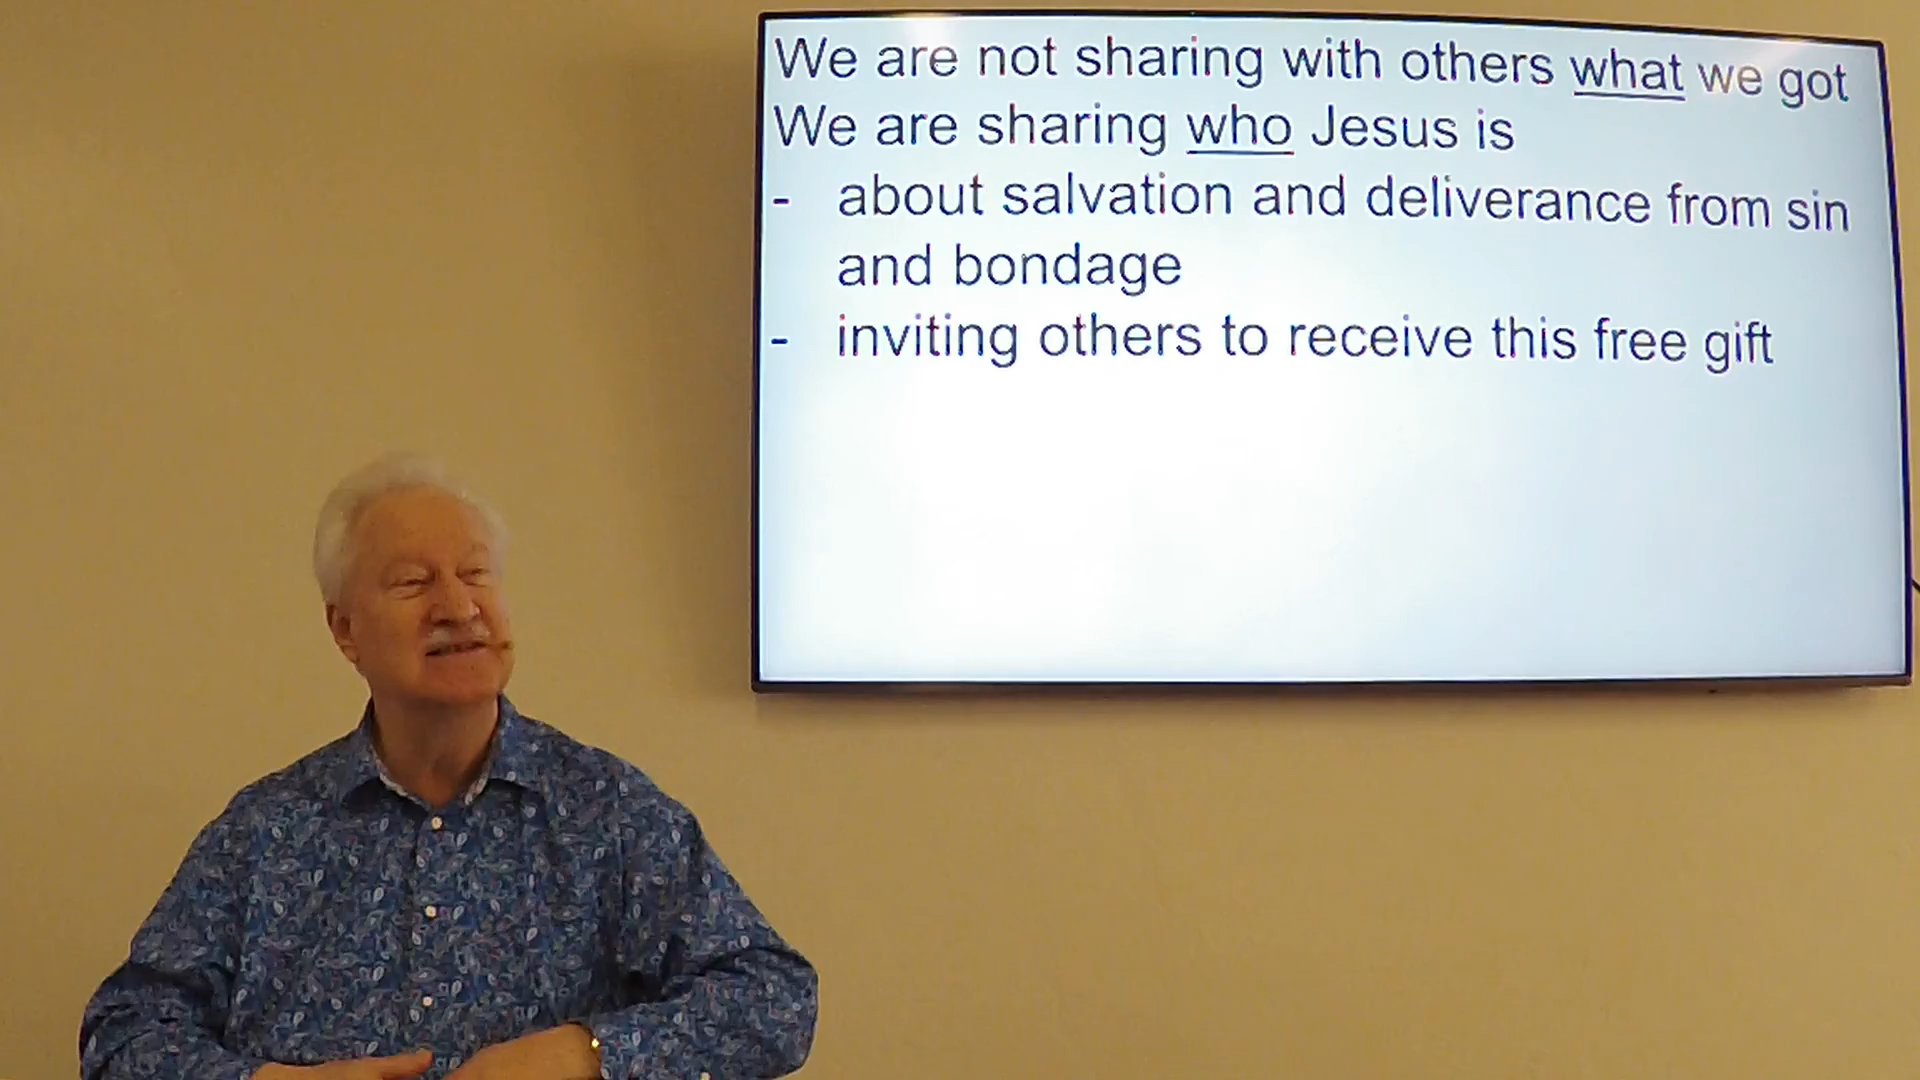 We are not sharing with others what we got
We are sharing who Jesus is
- about salvation and deliverance from sin
and bondage
- inviting others to receive this free gift